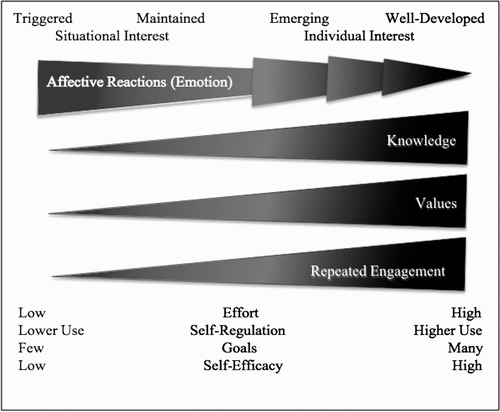 Triggered Maintained Emerging Well-Developed
Situational Interest Individual Interest
Affective Reactions (Emotion)
Knowledge
Values
Repeated Engagement
Low Effort High
Lower Use Self-Regulation Higher Use
Few Goals Many
Low Self-Efficacy High